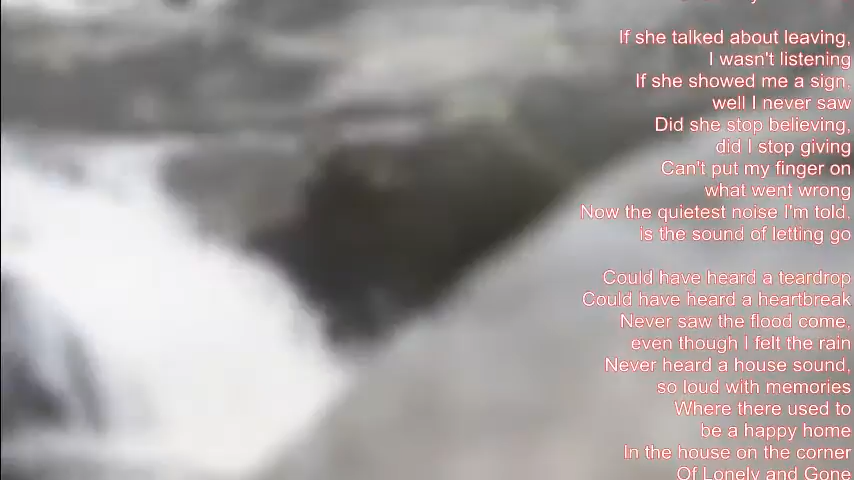 If she talked about leaving,
I wasn't listening
If she showed me a sign,
well I never saw
Did she stop believing,
did I stop giving
Can't put my finger on
what went wrong
Now the quietest noise I'm told,
is the sound of letting go
Could have heard a teardrop
Could have heard a heartbreak
Never saw the flood come,
even though I felt the rain
Never heard a house sound,
so loud with memories
Where there used to
be a happy home
In the house on the corner
Of Lonely and Gone